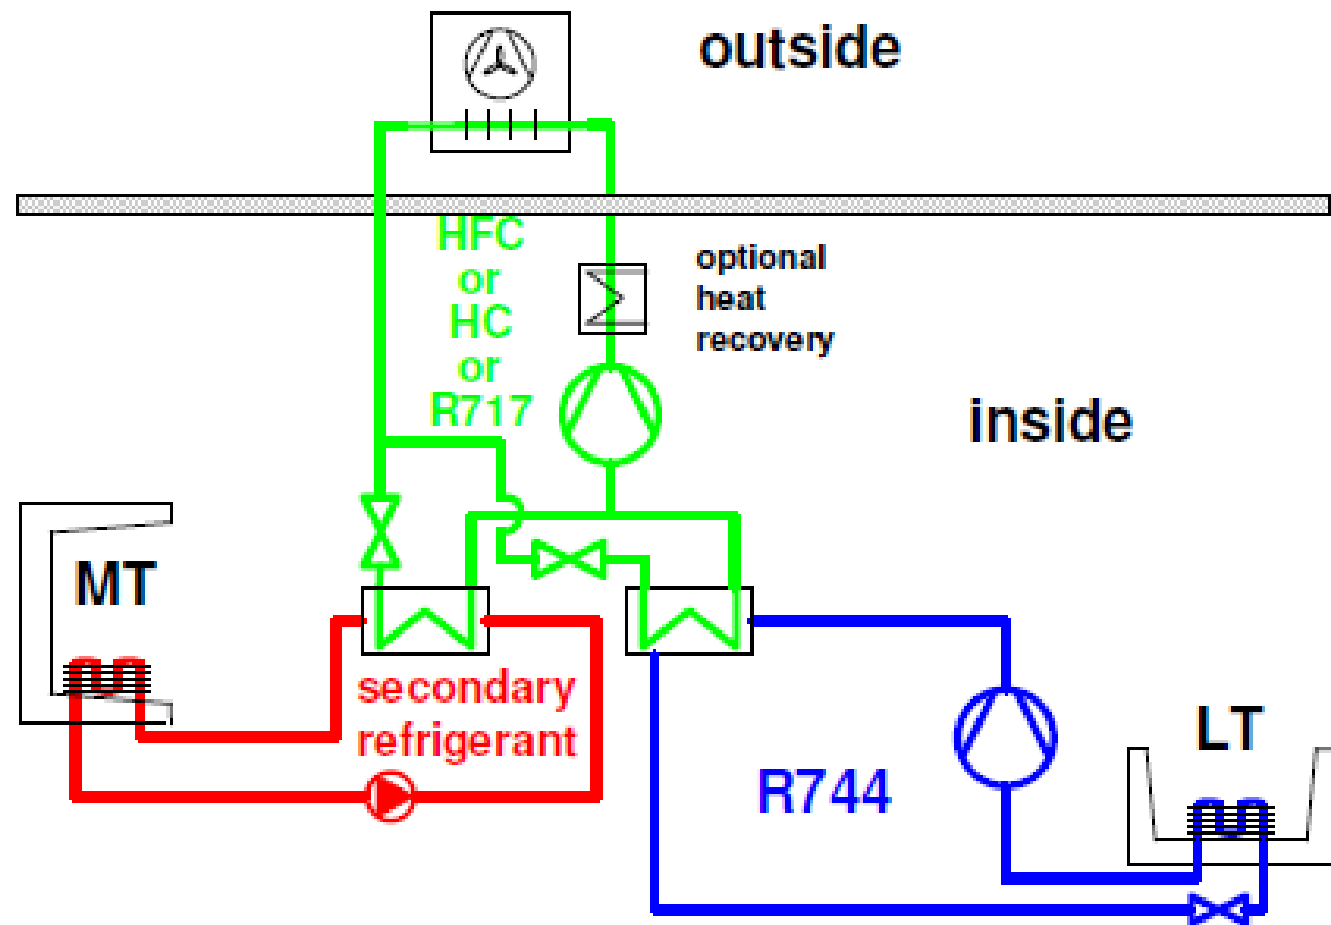 outside
HFC
or
HC
or
R717
optional
heat
recovery
inside
MT
secondary
refrigerant
LT
R744